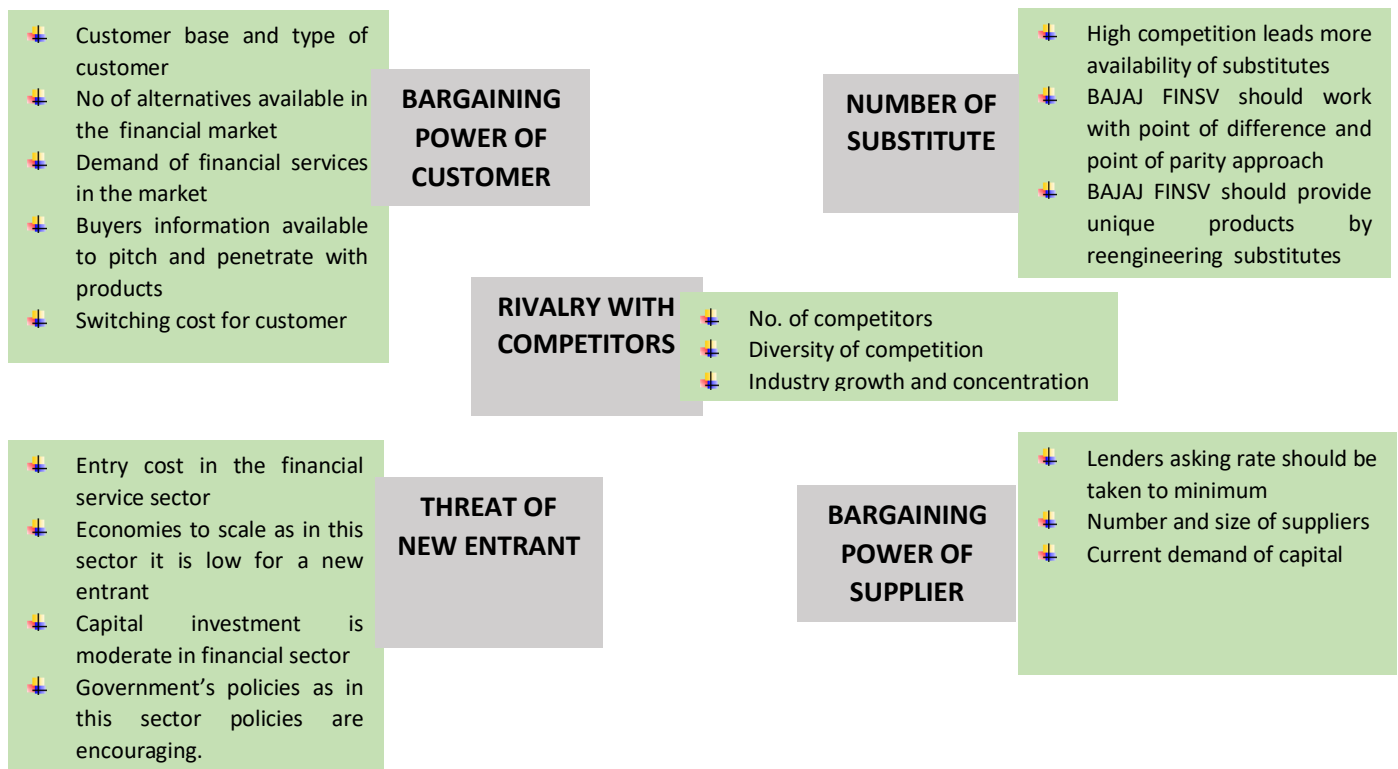 Customer base and type of
customer
No of alternatives available in
the financial market
Demand of financial services
in the market
Buyers information available
to pitch and penetrate with
products
Switching cost for customer
BARGAINING
POWER OF
CUSTOMER
NUMBER OF
SUBSTITUTE
High competition leads more
availability of substitutes
BAJAJ FINSV should work
with point of difference and
point of parity approach
BAJAJ FINSV should provide
unique products by
reengineering substitutes
RIVALRY WITH
COMPETITORS
No. of competitors
Diversity of competition
Industry growth and concentration
Entry cost in the financial
service sector
Economies to scale as in this
sector it is low for a new
entrant
Capital investment is
moderate in financial sector
Government’s policies as in
this sector policies are
encouraging.
THREAT OF
NEW ENTRANT
BARGAINING
POWER OF
SUPPLIER
Lenders asking rate should be
taken to minimum
Number and size of suppliers
Current demand of capital